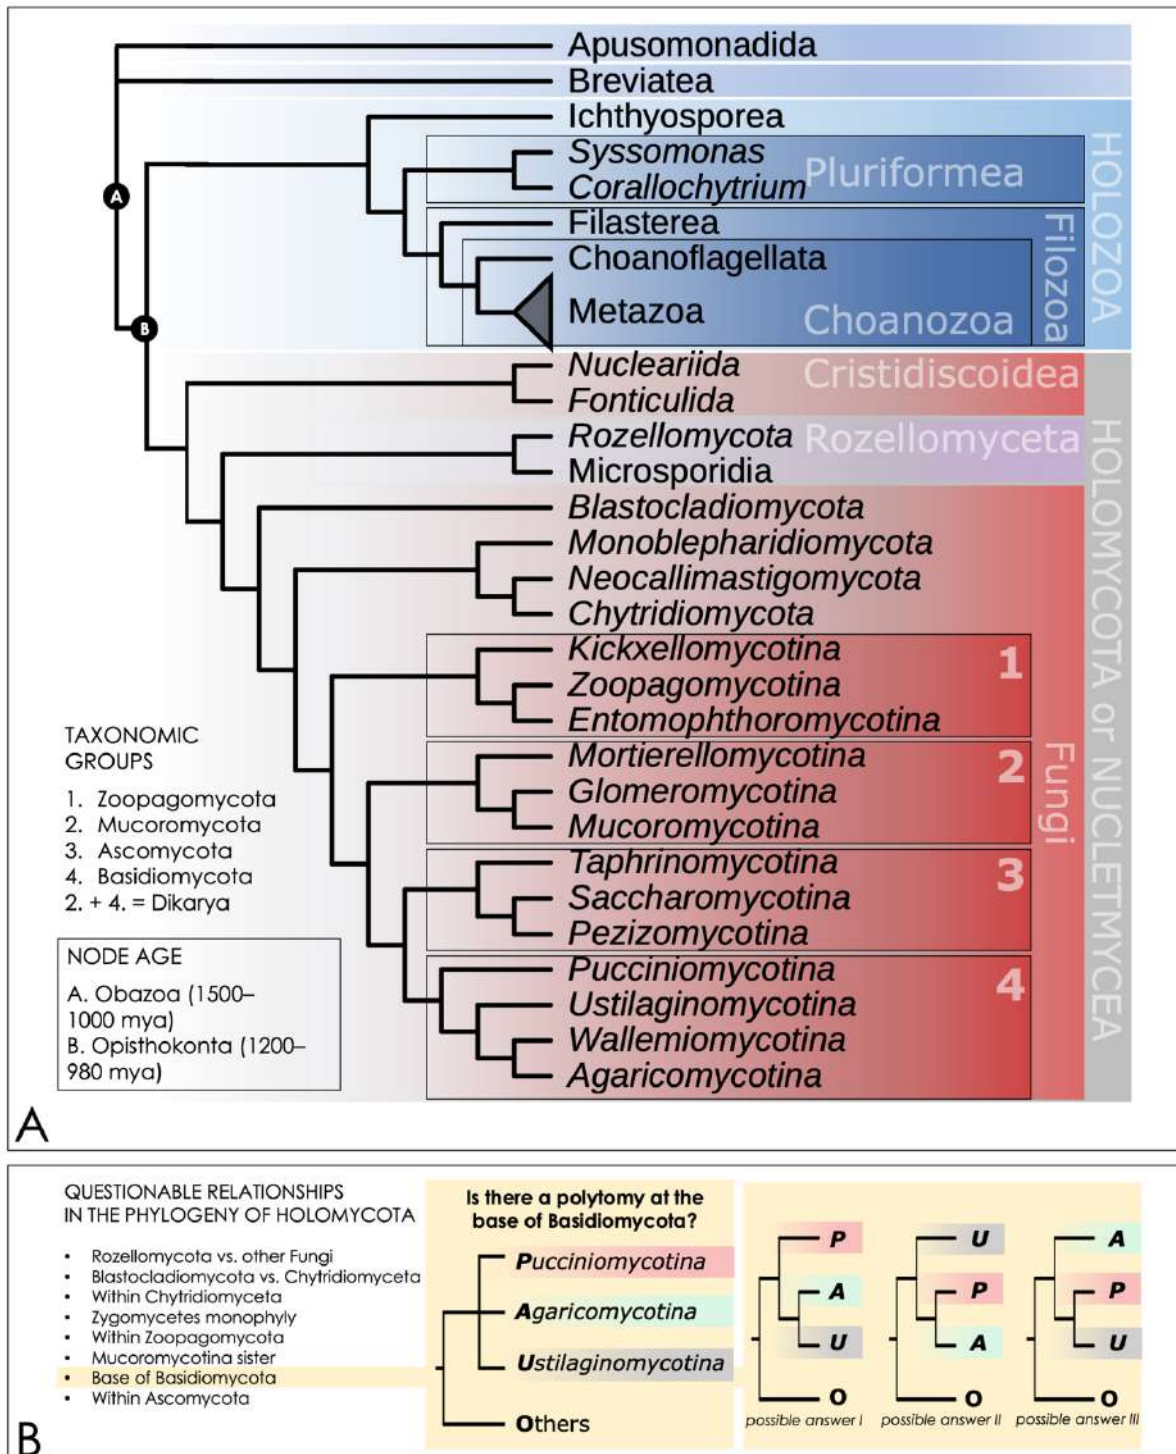 Apusomonadida
Breviatea
Ichthyosporea
Syssomonas
Corallochytrium
Pluriformea
Filasterea
Choanoflagellata
Metazoa
Choanozoa
Filozoa
HOLOZOA
A
B
Nucleariida
Fonticulida
Cristidiscoidea
Rozellomycota
Microsporidia
Rozellomyceta
Blastocladiomycota
Monoblepharidiomycota
Neocallimastigomycota
Chytridiomycota
Kickxellomycotina
Zoopagomycotina
Entomophthoromycotina
1
Mortierellomycotina
Glomeromycotina
Mucoromycotina
2
Taphrinomycotina
Saccharomycotina
Pezizomycotina
3
Pucciniomycotina
Ustilaginomycotina
Wallemiomycotina
Agaricomycotina
4
Fungi
HOLOMYCOTA or NUCLETMYCEA
TAXONOMIC
GROUPS
1. Zoopagomycota
2. Mucoromycota
3. Ascomycota
4. Basidiomycota
2. + 4. = Dikarya
NODE AGE
A. Obazoa (1500–
1000 mya)
B. Opisthokonta (1200–
980 mya)
A
QUESTIONABLE RELATIONSHIPS
IN THE PHYLOGENY OF HOLOMYCOTA
• Rozellomycota vs. other Fungi
• Blastocladiomycota vs. Chytridiomyceta
• Within Chytridiomyceta
• Zygomycetes monophyly
• Within Zoopagomycota
• Mucoromycotina sister
• Base of Basidiomycota
• Within Ascomycota
Is there a polytomy at the
base of Basidiomycota?
Pucciniomycotina
Agaricomycotina
Ustilaginomycotina
Others
P
A
U
O
possible answer I
U
P
A
O
possible answer II
A
P
U
O
possible answer III
B